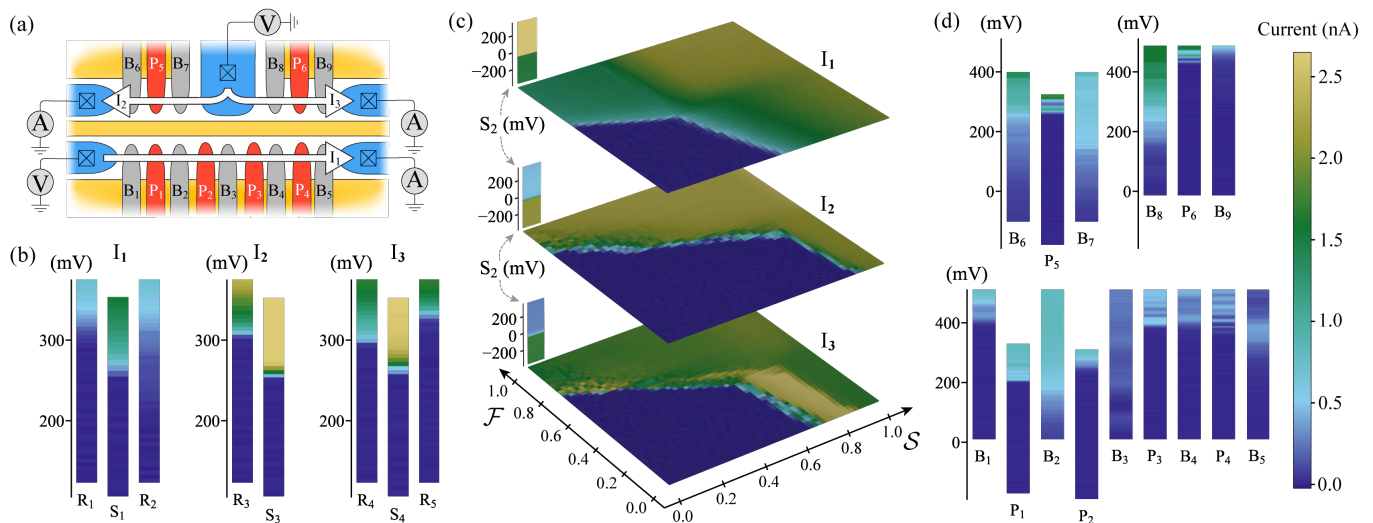 (a)
V
B₆ P₅ B₇ B₈ P₆ B₉
I₂ I₃
A A
V A
I₁
B₁ P₁ B₂ P₂ B₃ P₃ B₄ P₄ B₅
(b)
I₁ I₂ I₃
(mV) (mV) (mV)
300 300 300
200 200 200
R₁ S₁ R₂
R₃ S₃
R₄ S₄ R₅
(c)
200
0
−200
I₁
S₂ (mV)
200
0
−200
I₂
S₂ (mV)
200
0
−200
I₃
1.0
0.8
0.6
0.4
0.2
0.0
ℱ
0.0
0.2
0.4
0.6
0.8
1.0
𝒮
(d)
(mV)
400
200
0
B₆ P₅ B₇
(mV)
400
200
0
B₈ P₆ B₉
(mV)
400
200
0
B₁ P₁ B₂ P₂ B₃ P₃ B₄ P₄ B₅
Current (nA)
2.5
2.0
1.5
1.0
0.5
0.0